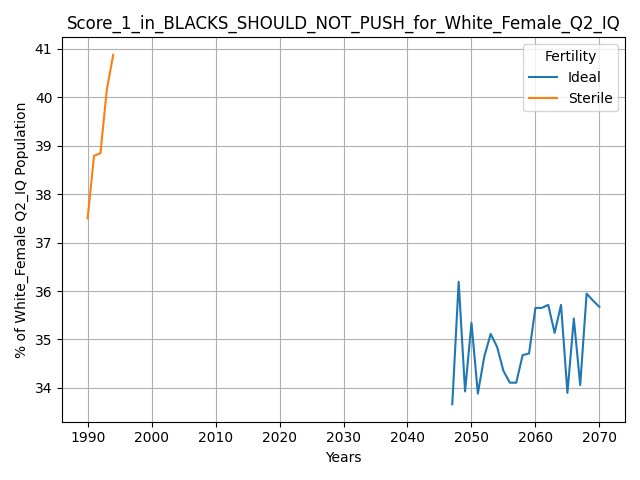 Score_1_in_BLACKS_SHOULD_NOT_PUSH_for_White_Female_Q2_IQ
41
40
39
38
37
36
35
34
% of White_Female Q2_IQ Population
Fertility
Ideal
Sterile
1990 2000 2010 2020 2030 2040 2050 2060 2070
Years